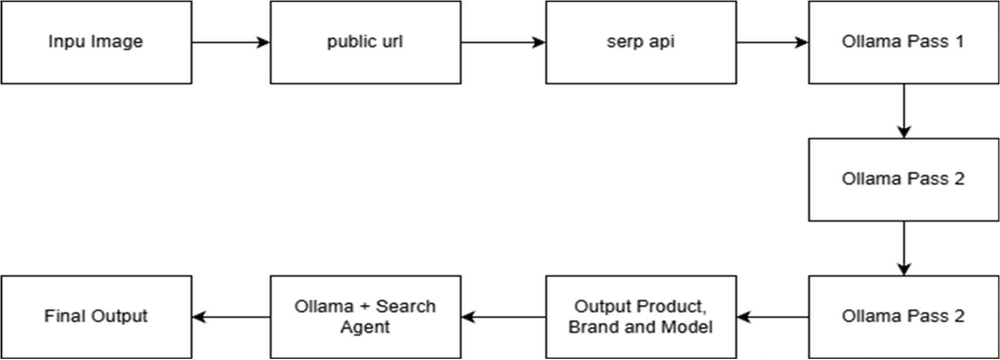 Inpu Image
public url
serp api
Ollama Pass 1
Ollama Pass 2
Ollama Pass 2
Output Product,
Brand and Model
Ollama + Search
Agent
Final Output